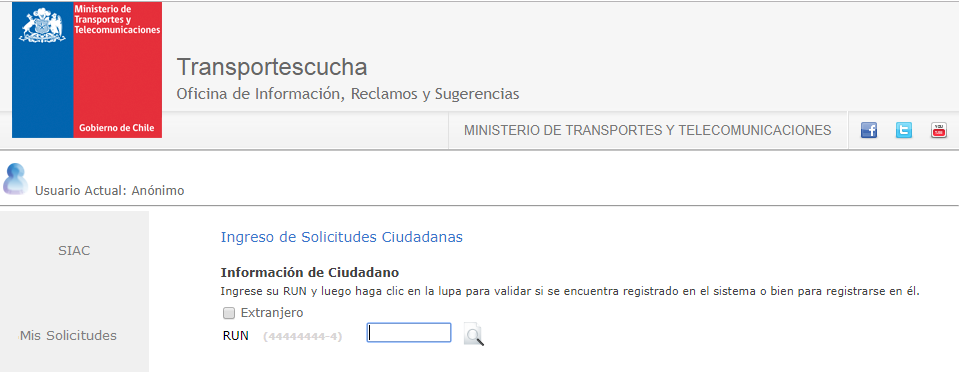 Ministerio de
Transportes y
Telecomunicaciones
Gobierno de Chile
Transportescucha
Oficina de Información, Reclamos y Sugerencias
MINISTERIO DE TRANSPORTES Y TELECOMUNICACIONES
You
Tube
Usuario Actual: Anónimo
SIAC
Mis Solicitudes
Ingreso de Solicitudes Ciudadanas
Información de Ciudadano
Ingrese su RUN y luego haga clic en la lupa para validar si se encuentra registrado en el sistema o bien para registrarse en él.
Extranjero
RUN (44444444-4)